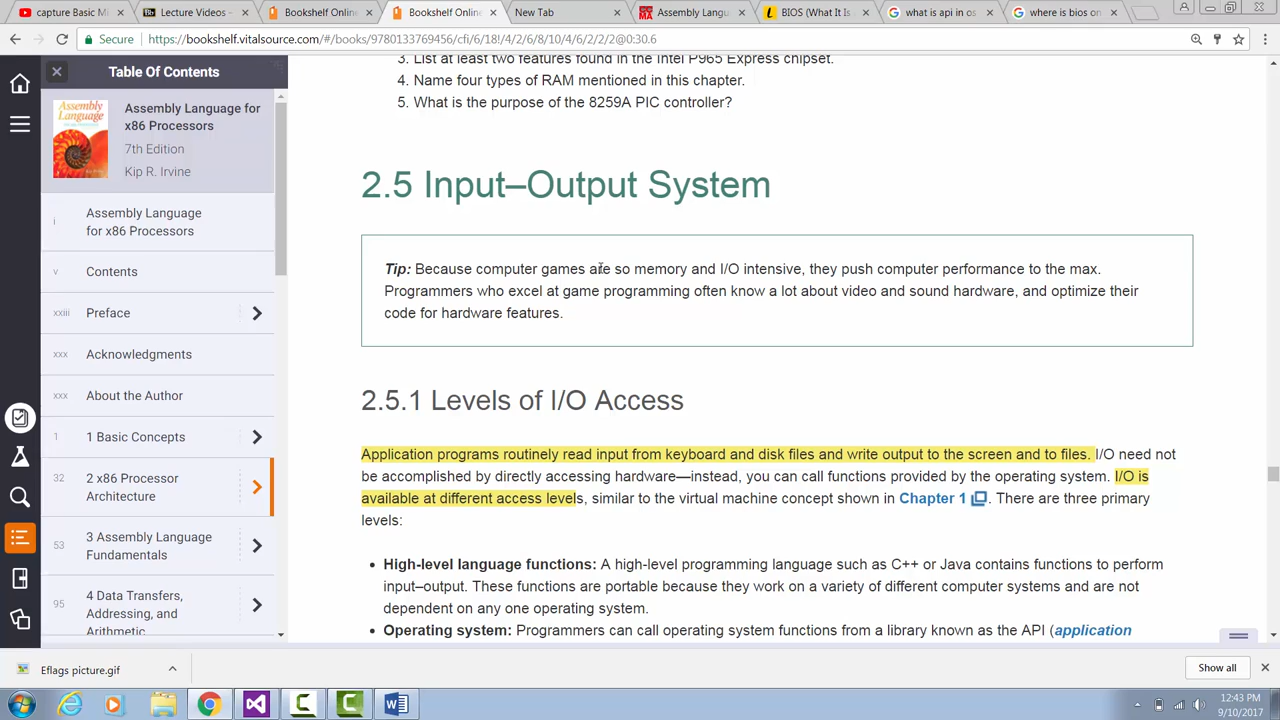 capture Basic Mi
Lecture Videos -
Bookshelf Online
Bookshelf Online:
New Tab
Assembly Langu
BIOS (What It Is
what is api in os
where is bios on
Secure
https://bookshelf.vitalsource.com/#/books/9780133769456/cfi/6/18!/4/2/6/8/10/4/6/2/2/2@0:30.6
Table Of Contents
Assembly Language for
x86 Processors
7th Edition
Kip R. Irvine
i
Assembly Language
for x86 Processors
v Contents
xxiii Preface
xxx Acknowledgments
xxx About the Author
1 1 Basic Concepts
32 2 x86 Processor
Architecture
53 3 Assembly Language
Fundamentals
95 4 Data Transfers,
Addressing, and
Arithmetic
3. List at least two features found in the Intel P965 Express chipset.
4. Name four types of RAM mentioned in this chapter.
5. What is the purpose of the 8259A PIC controller?
2.5 Input–Output System
Tip: Because computer games are so memory and I/O intensive, they push computer performance to the max.
Programmers who excel at game programming often know a lot about video and sound hardware, and optimize their
code for hardware features.
2.5.1 Levels of I/O Access
Application programs routinely read input from keyboard and disk files and write output to the screen and to files. I/O need not
be accomplished by directly accessing hardware—instead, you can call functions provided by the operating system. I/O is
available at different access levels, similar to the virtual machine concept shown in Chapter 1 . There are three primary
levels:
• High-level language functions: A high-level programming language such as C++ or Java contains functions to perform
input–output. These functions are portable because they work on a variety of different computer systems and are not
dependent on any one operating system.
• Operating system: Programmers can call operating system functions from a library known as the API (application
Eflags picture.gif
Show all
12:43 PM
9/10/2017